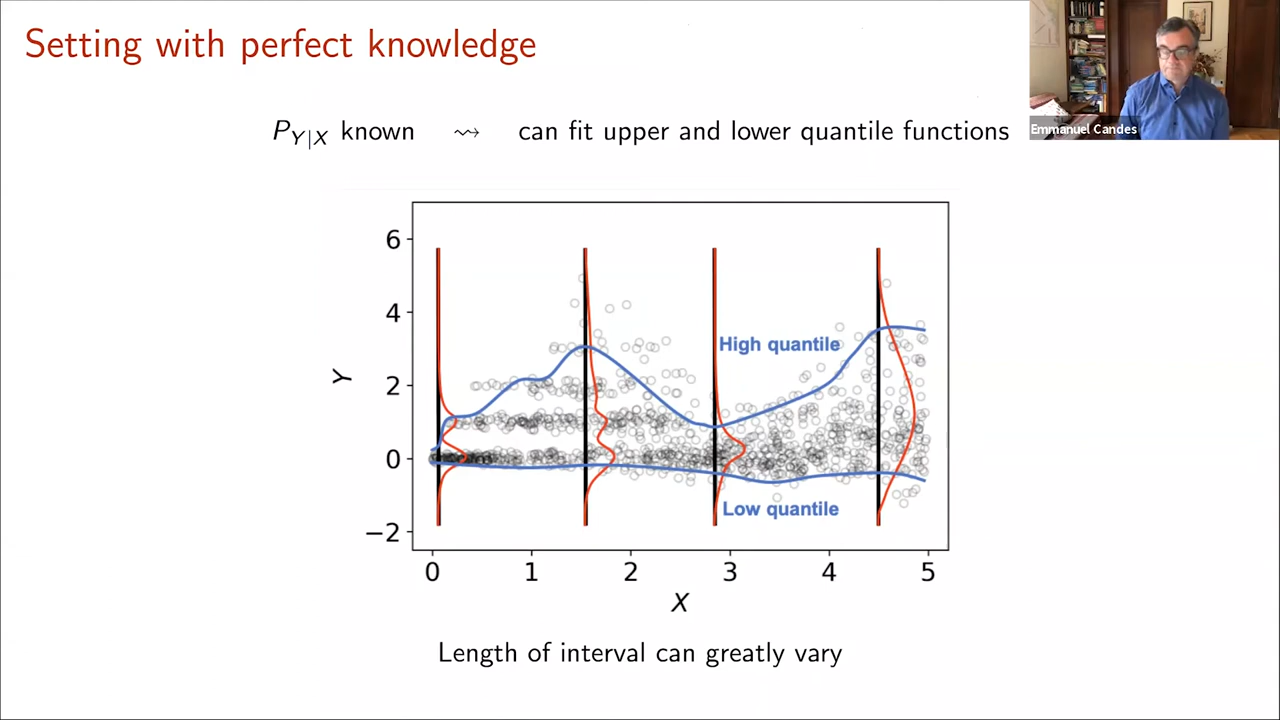 Setting with perfect knowledge
Emmanuel Candes
P_{Y|X} known ⇝ can fit upper and lower quantile functions
6
4
2
0
−2
Y
High quantile
Low quantile
0 1 2 3 4 5
X
Length of interval can greatly vary